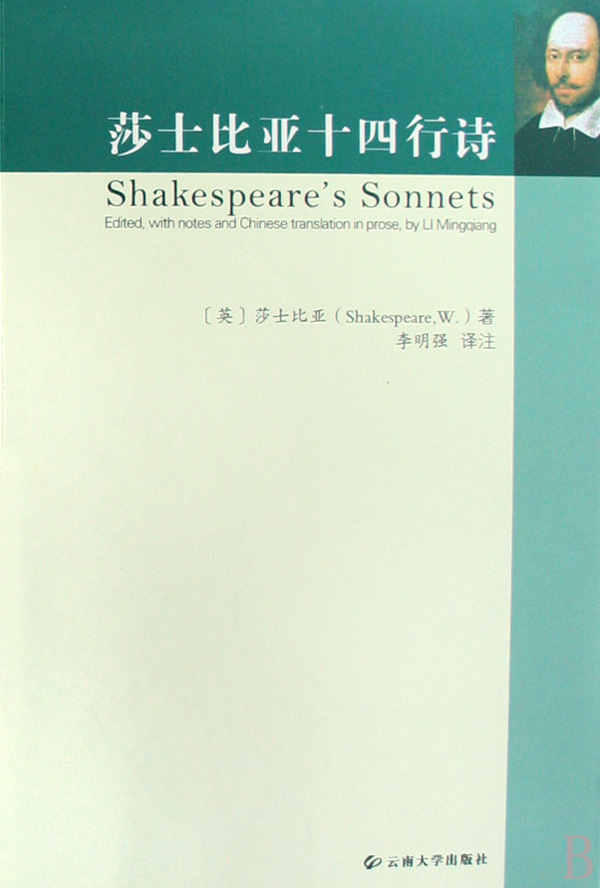 莎士比亚十四行诗
Shakespeare's Sonnets
Edited, with notes and Chinese translation in prose, by LI Mingqiang
〔英〕莎士比亚（Shakespeare,W.）著
李明强 译注
云南大学出版社
B